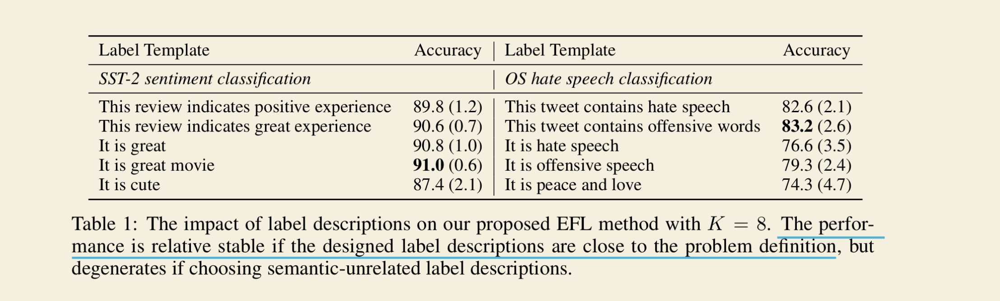 Label Template Accuracy Label Template Accuracy
SST-2 sentiment classification OS hate speech classification
This review indicates positive experience 89.8 (1.2) This tweet contains hate speech 82.6 (2.1)
This review indicates great experience 90.6 (0.7) This tweet contains offensive words 83.2 (2.6)
It is great 90.8 (1.0) It is hate speech 76.6 (3.5)
It is great movie 91.0 (0.6) It is offensive speech 79.3 (2.4)
It is cute 87.4 (2.1) It is peace and love 74.3 (4.7)
Table 1: The impact of label descriptions on our proposed EFL method with K = 8. The perfor-
mance is relative stable if the designed label descriptions are close to the problem definition, but
degenerates if choosing semantic-unrelated label descriptions.